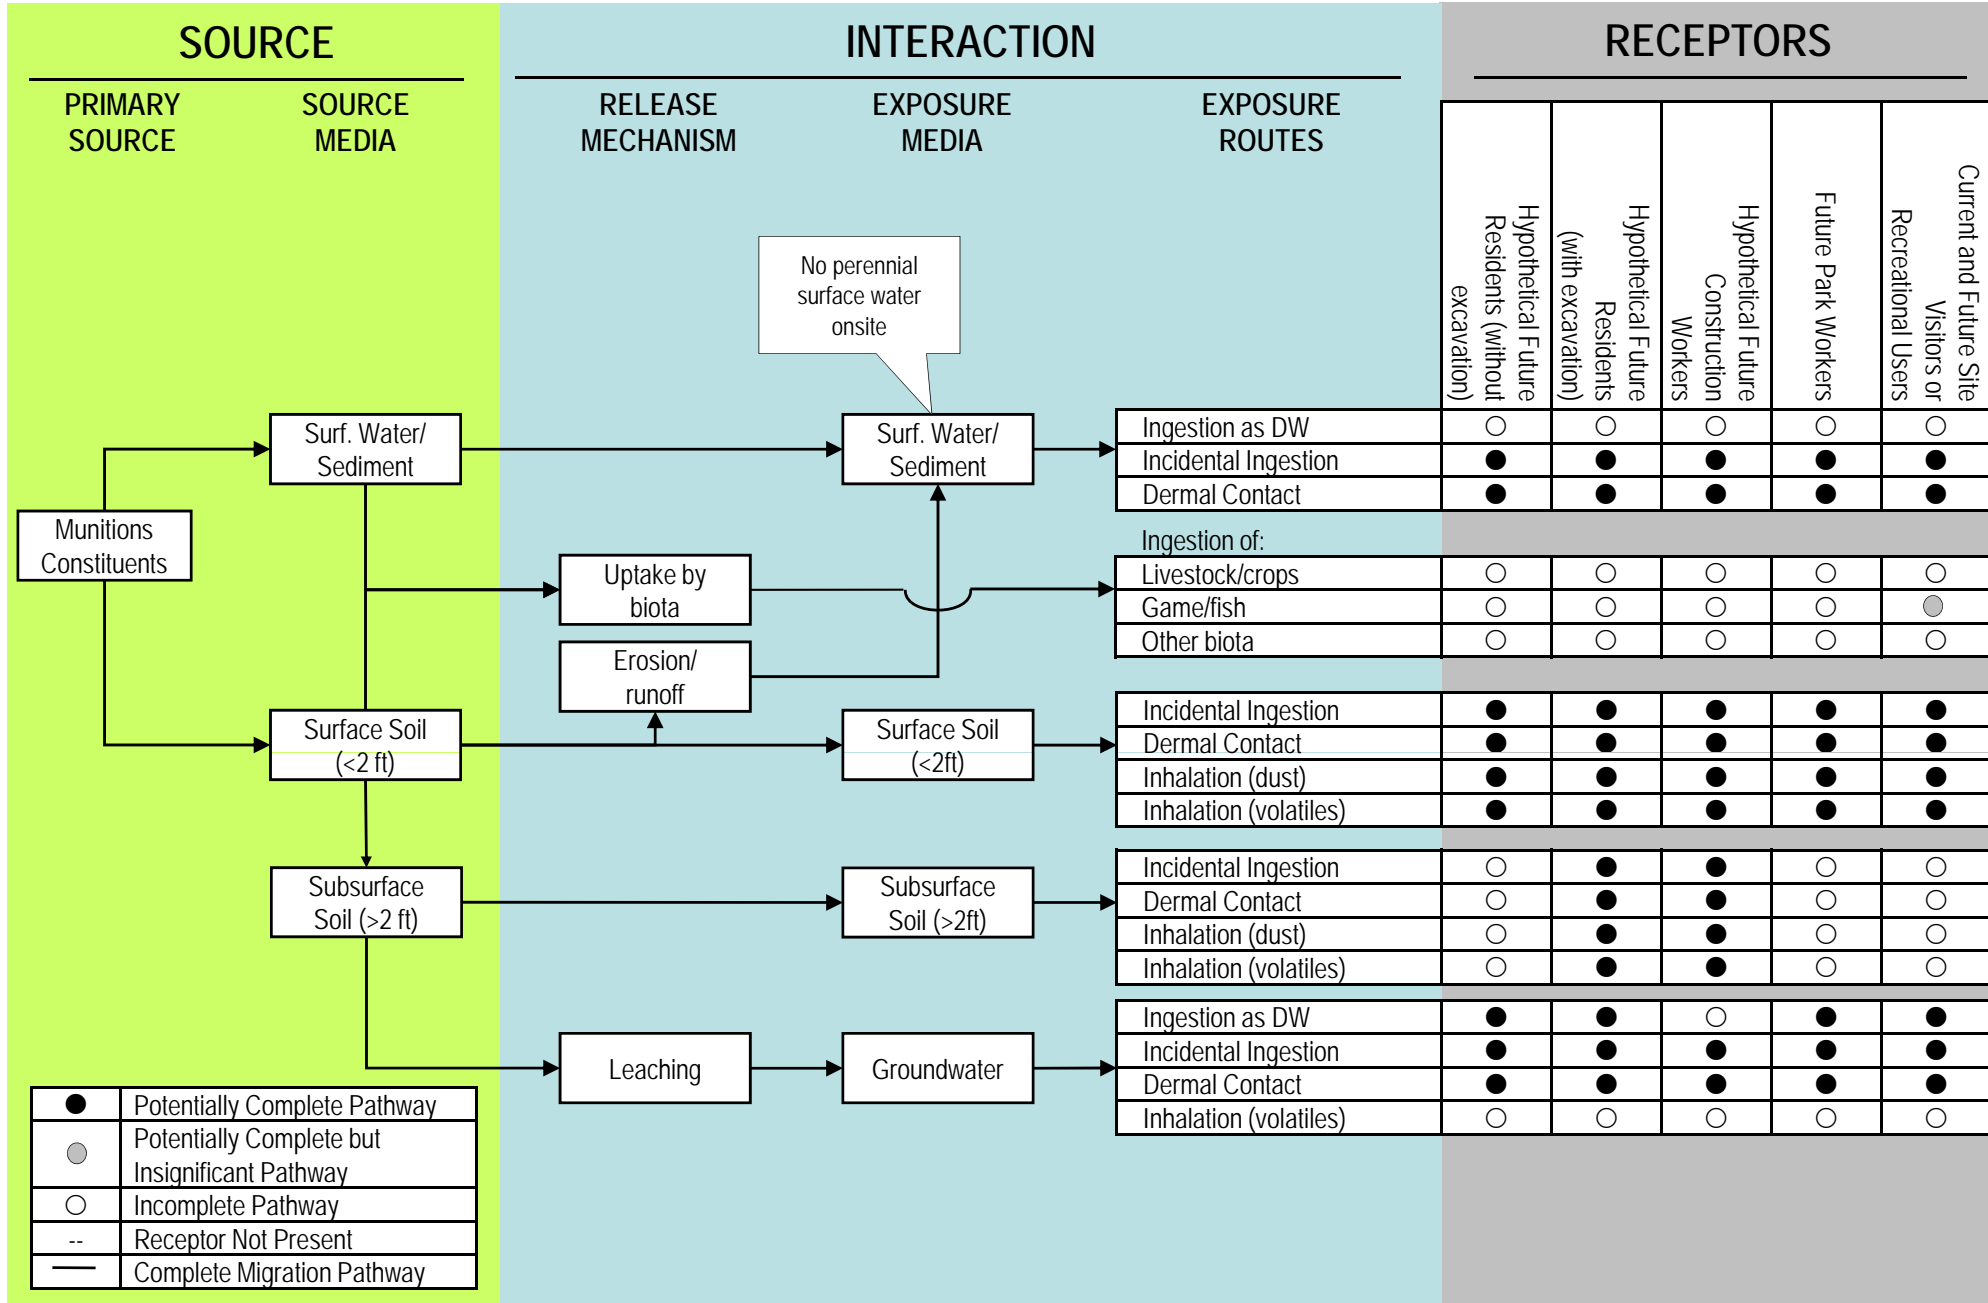 SOURCE
INTERACTION
RECEPTORS
PRIMARY
SOURCE
SOURCE
MEDIA
RELEASE
MECHANISM
EXPOSURE
MEDIA
EXPOSURE
ROUTES
Hypothetical Future
Residents (without
excavation)
Hypothetical Future
Residents
(with excavation)
Hypothetical Future
Construction
Workers
Future Park Workers
Current and Future Site
Visitors or
Recreational Users
No perennial
surface water
onsite
Munitions
Constituents
Surf. Water/
Sediment
Surf. Water/
Sediment
Ingestion as DW
Incidental Ingestion
Dermal Contact
Uptake by
biota
Ingestion of:
Livestock/crops
Game/fish
Other biota
Erosion/
runoff
Surface Soil
(<2 ft)
Surface Soil
(<2ft)
Incidental Ingestion
Dermal Contact
Inhalation (dust)
Inhalation (volatiles)
Subsurface
Soil (>2 ft)
Subsurface
Soil (>2ft)
Incidental Ingestion
Dermal Contact
Inhalation (dust)
Inhalation (volatiles)
Leaching
Groundwater
Ingestion as DW
Incidental Ingestion
Dermal Contact
Inhalation (volatiles)
Potentially Complete Pathway
Potentially Complete but
Insignificant Pathway
Incomplete Pathway
-- Receptor Not Present
Complete Migration Pathway